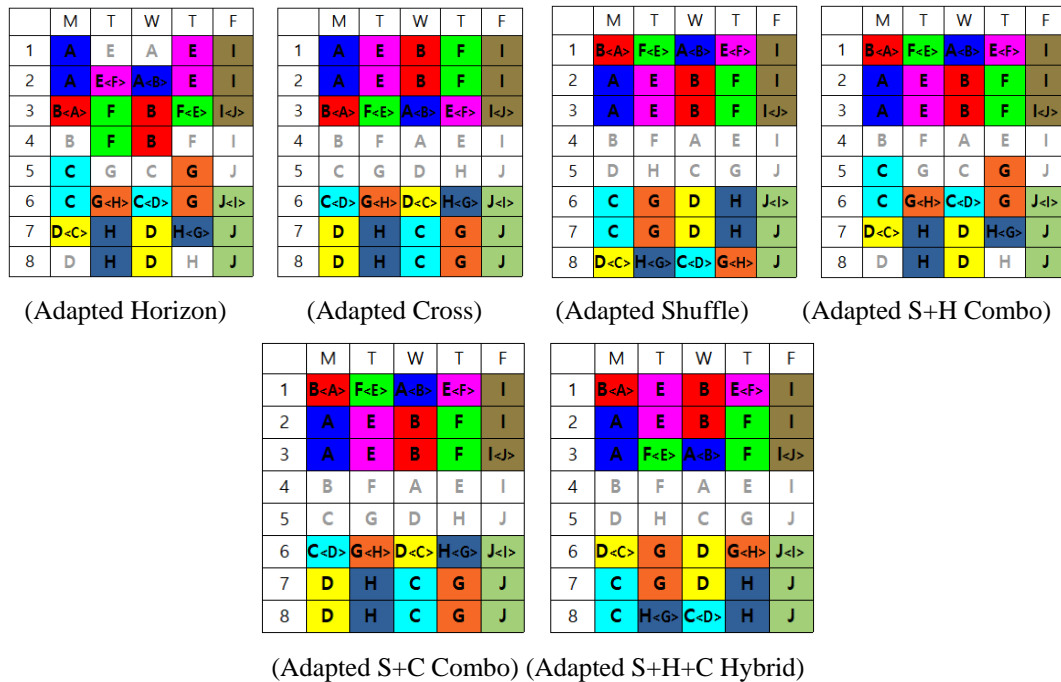 M T W T F
1 A E A E I
2 A E<F> A<B> E I
3 B<A> F B F<E> I<J>
4 B F B F I
5 C G C G J
6 C G<H> C<D> G J<I>
7 D<C> H D H<G> J
8 D H D H J
(Adapted Horizon)
M T W T F
1 A E B F I
2 A E B F I
3 B<A> F<E> A<B> E<F> I<J>
4 B F A E I
5 C G D H J
6 C<D> G<H> D<C> H<G> J<I>
7 D H C G J
8 D H C G J
(Adapted Cross)
M T W T F
1 B<A> F<E> A<B> E<F> I
2 A E B F I
3 A E B F I<J>
4 B F A E I
5 D H C G J
6 C G D H J<I>
7 C G D H J
8 D<C> H<G> C<D> G<H> J
(Adapted Shuffle)
M T W T F
1 B<A> F<E> A<B> E<F> I
2 A E B F I
3 A E B F I<J>
4 B F A E I
5 C G C G J
6 C G<H> C<D> G J<I>
7 D<C> H D H<G> J
8 D H D H J
(Adapted S+H Combo)
M T W T F
1 B<A> F<E> A<B> E<F> I
2 A E B F I
3 A E B F I<J>
4 B F A E I
5 C G D H J
6 C<D> G<H> D<C> H<G> J<I>
7 D H C G J
8 D H C G J
(Adapted S+C Combo)
M T W T F
1 B<A> E B E<F> I
2 A E B F I
3 A F<E> A<B> F I<J>
4 B F A E I
5 D H C G J
6 D<C> G D G<H> J<I>
7 C G D H J
8 C H<G> C<D> H J
(Adapted S+H+C Hybrid)